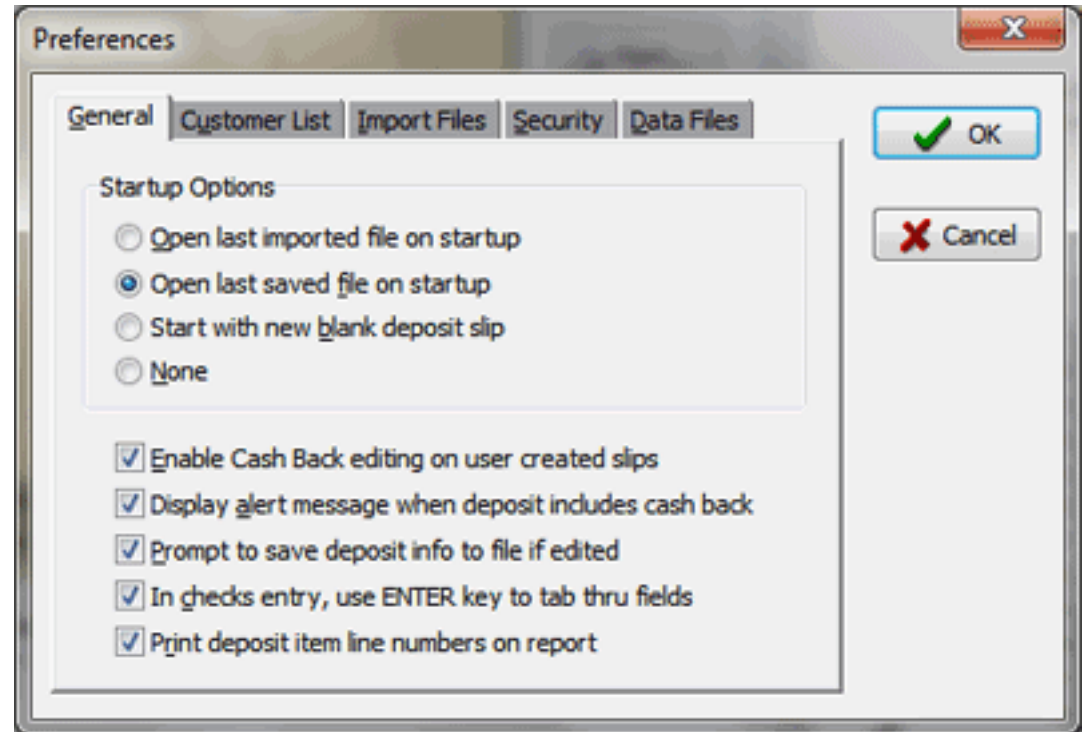 Preferences
General Customer List Import Files Security Data Files
OK
Cancel
Startup Options
Open last imported file on startup
Open last saved file on startup
Start with new blank deposit slip
None
Enable Cash Back editing on user created slips
Display alert message when deposit includes cash back
Prompt to save deposit info to file if edited
In checks entry, use ENTER key to tab thru fields
Print deposit item line numbers on report